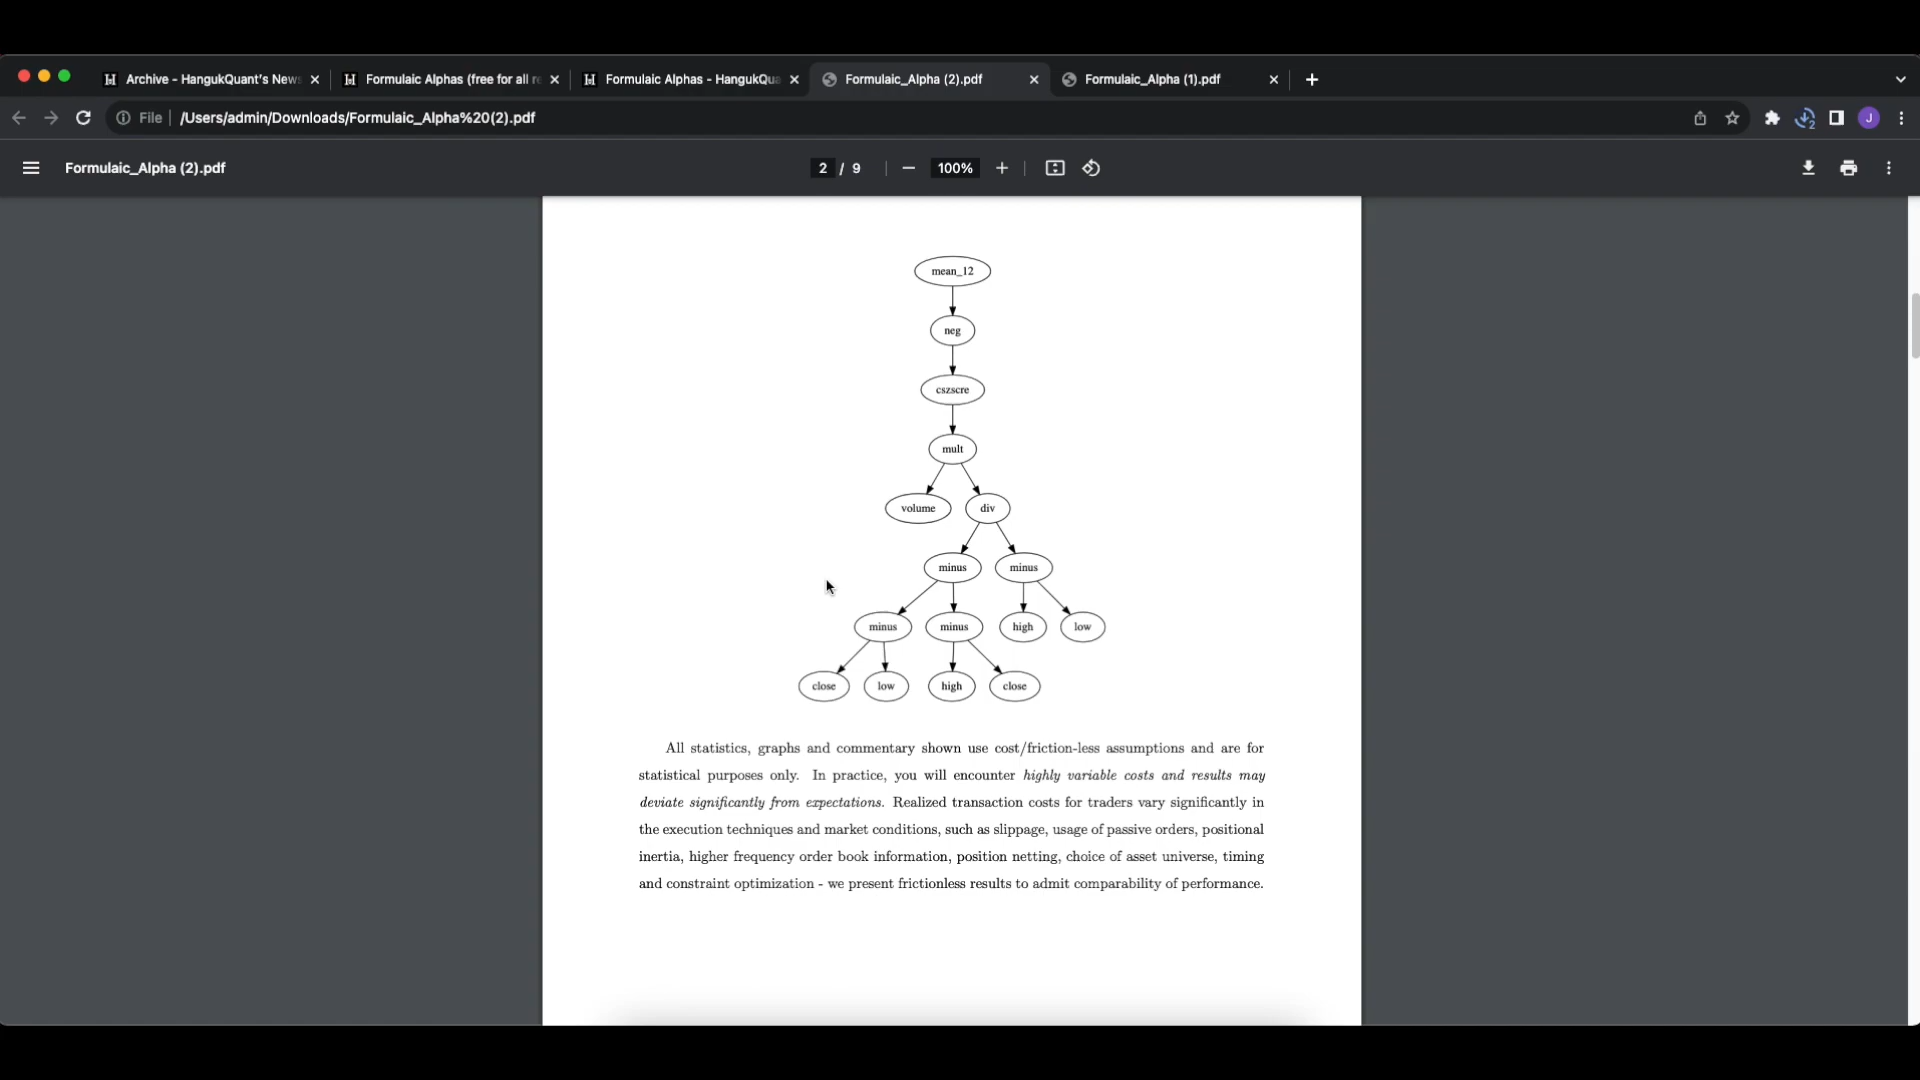 Archive - HangukQuant's News
Formulaic Alphas (free for all re
Formulaic Alphas - HangukQua
Formulaic_Alpha (2).pdf
Formulaic_Alpha (1).pdf
File | /Users/admin/Downloads/Formulaic_Alpha%20(2).pdf
J
Formulaic_Alpha (2).pdf
2 / 9
100%
mean_12
neg
cszscre
mult
volume div
minus minus
minus minus high low
close low high close
All statistics, graphs and commentary shown use cost/friction-less assumptions and are for
statistical purposes only. In practice, you will encounter highly variable costs and results may
deviate significantly from expectations. Realized transaction costs for traders vary significantly in
the execution techniques and market conditions, such as slippage, usage of passive orders, positional
inertia, higher frequency order book information, position netting, choice of asset universe, timing
and constraint optimization - we present frictionless results to admit comparability of performance.